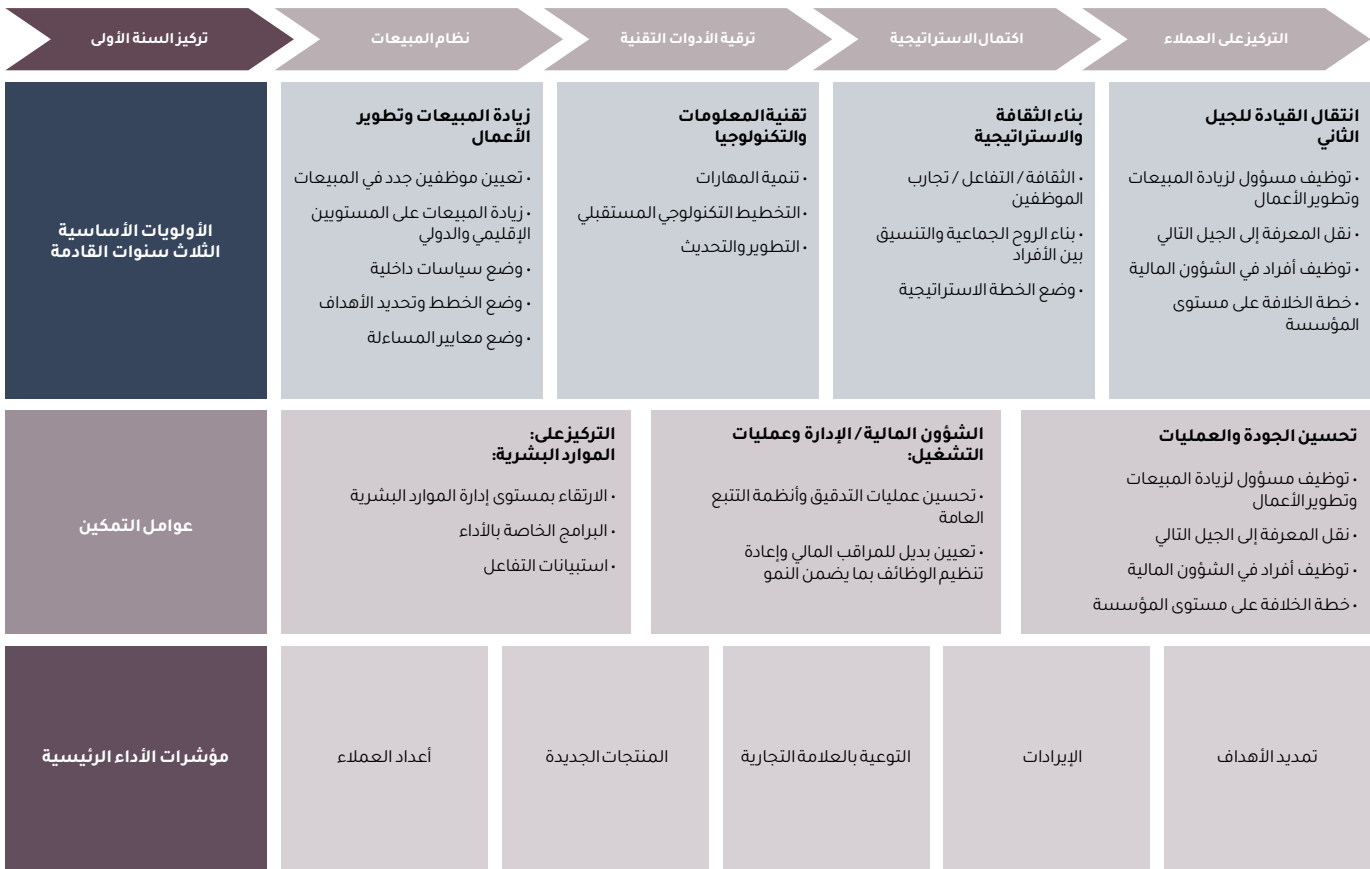 تركيز السنة الأولى
نظام المبيعات
ترقية الأدوات التقنية
اكتمال الاستراتيجية
التركيز على العملاء
الأولويات الأساسية
الثلاث سنوات القادمة
زيادة المبيعات وتطوير
الأعمال
• تعيين موظفين جدد في المبيعات
• زيادة المبيعات على المستويين
الإقليمي والدولي
• وضع سياسات داخلية
• وضع الخطط وتحديد الأهداف
• وضع معايير المساءلة
تقنية المعلومات
والتكنولوجيا
• تنمية المهارات
• التخطيط التكنولوجي المستقبلي
• التطوير والتحديث
بناء الثقافة
والاستراتيجية
• الثقافة / التفاعل / تجارب
الموظفين
• بناء الروح الجماعية والتنسيق
بين الأفراد
• وضع الخطة الاستراتيجية
انتقال القيادة للجيل
الثاني
• توظيف مسؤول لزيادة المبيعات
وتطوير الأعمال
• نقل المعرفة إلى الجيل التالي
• توظيف أفراد في الشؤون المالية
• خطة الخلافة على مستوى
المؤسسة
عوامل التمكين
التركيز على:
الموارد البشرية:
• الارتقاء بمستوى إدارة الموارد البشرية
• البرامج الخاصة بالأداء
• استبيانات التفاعل
الشؤون المالية / الإدارة وعمليات
التشغيل:
• تحسين عمليات التدقيق وأنظمة التتبع
العامة
• تعيين بديل للمراقب المالي وإعادة
تنظيم الوظائف بما يضمن النمو
تحسين الجودة والعمليات
• توظيف مسؤول لزيادة المبيعات
وتطوير الأعمال
• نقل المعرفة إلى الجيل التالي
• توظيف أفراد في الشؤون المالية
• خطة الخلافة على مستوى المؤسسة
مؤشرات الأداء الرئيسية
أعداد العملاء
المنتجات الجديدة
التوعية بالعلامة التجارية
الإيرادات
تمديد الأهداف